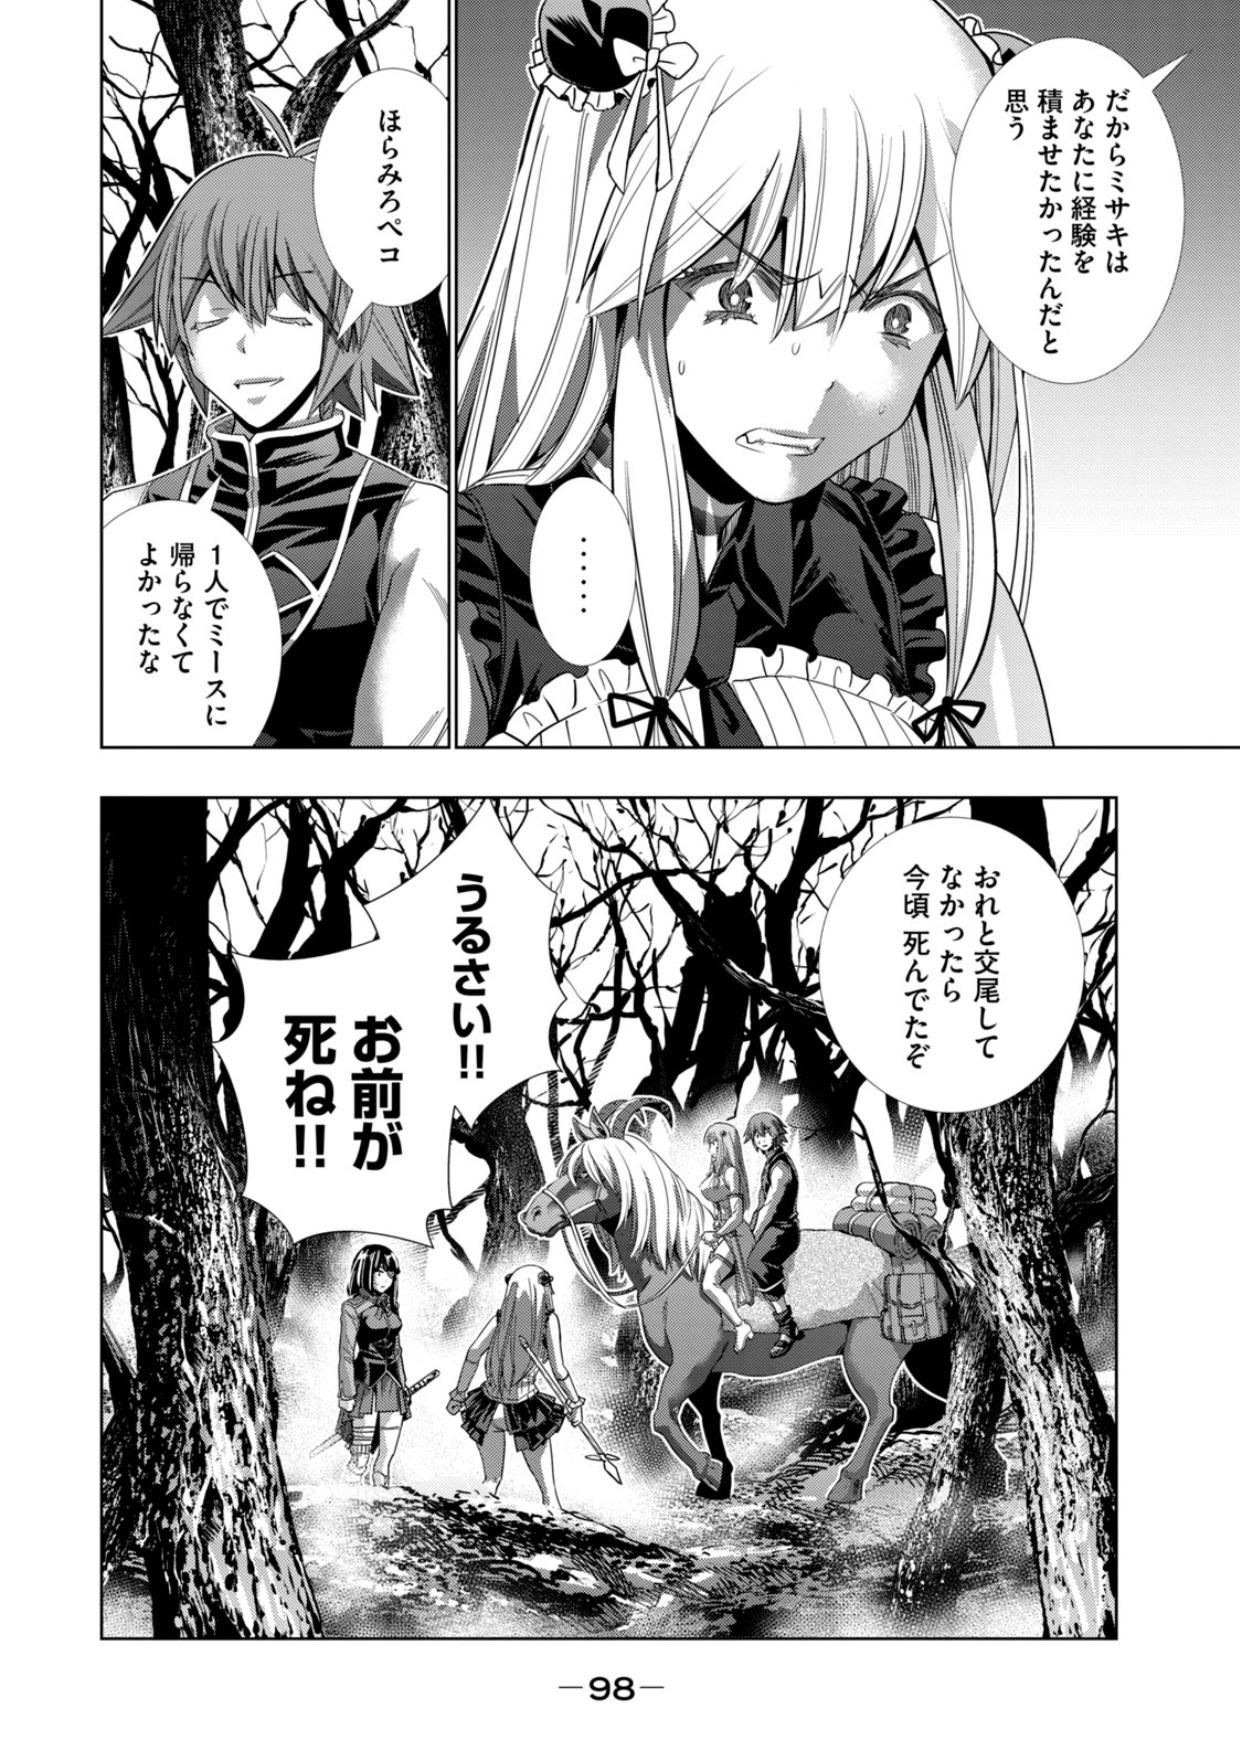 だからミサキは
あなたに経験を
積ませたかったんだと
思う
‥‥‥
ほらみろペコ
1人でミースに
帰らなくて
よかったな
おれと交尾して
なかったら
今頃 死んでたぞ
うるさい!!
お前が
死ね!!
―98―